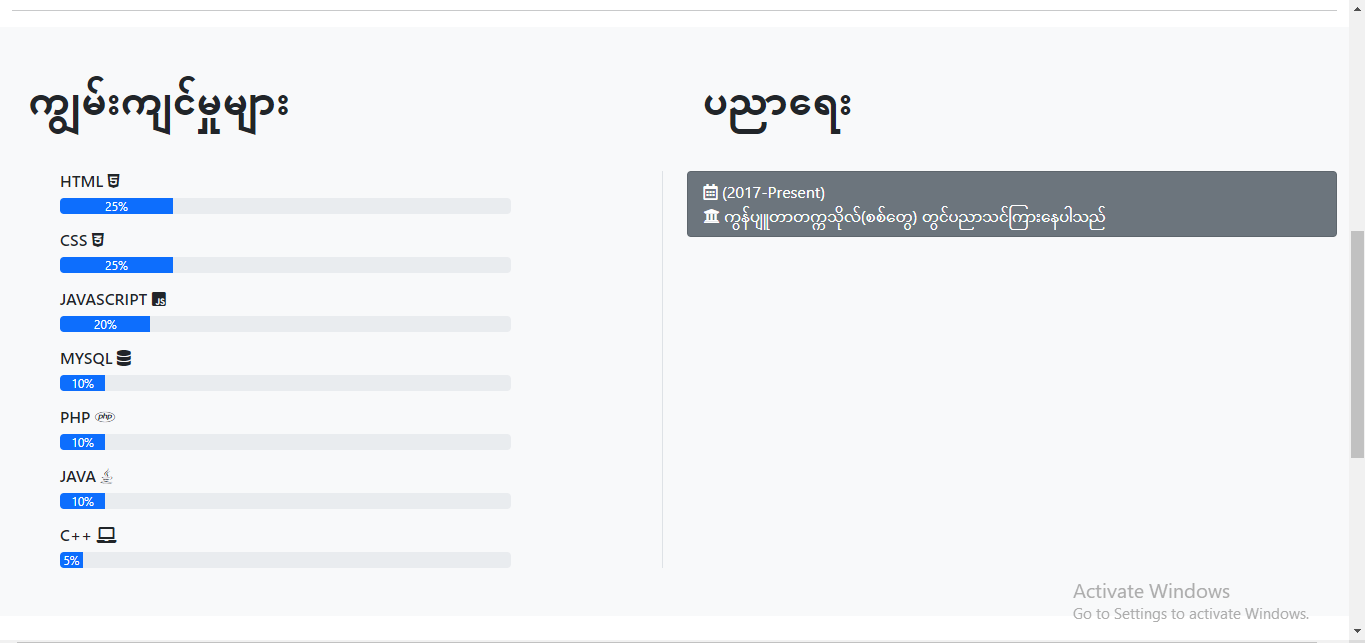 ကျွမ်းကျင်မှုများ
HTML
25%
CSS
25%
JAVASCRIPT JS
20%
MYSQL
10%
PHP php
10%
JAVA
10%
C++
5%
ပညာရေး
(2017-Present)
ကွန်ပျူတာတက္ကသိုလ်(စစ်တွေ) တွင်ပညာသင်ကြားနေပါသည်
Activate Windows
Go to Settings to activate Windows.